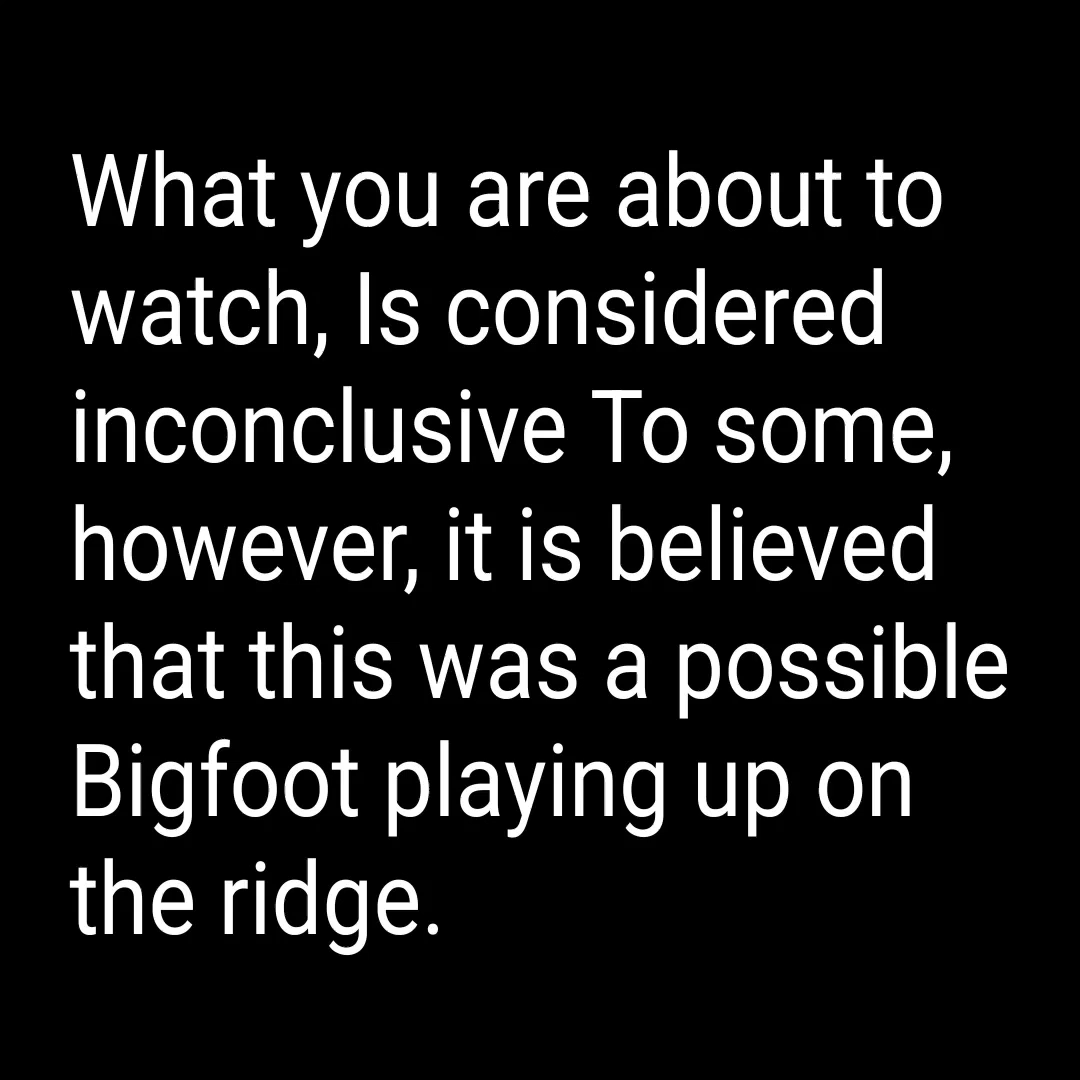 What you are about to
watch, Is considered
inconclusive To some,
however, it is believed
that this was a possible
Bigfoot playing up on
the ridge.